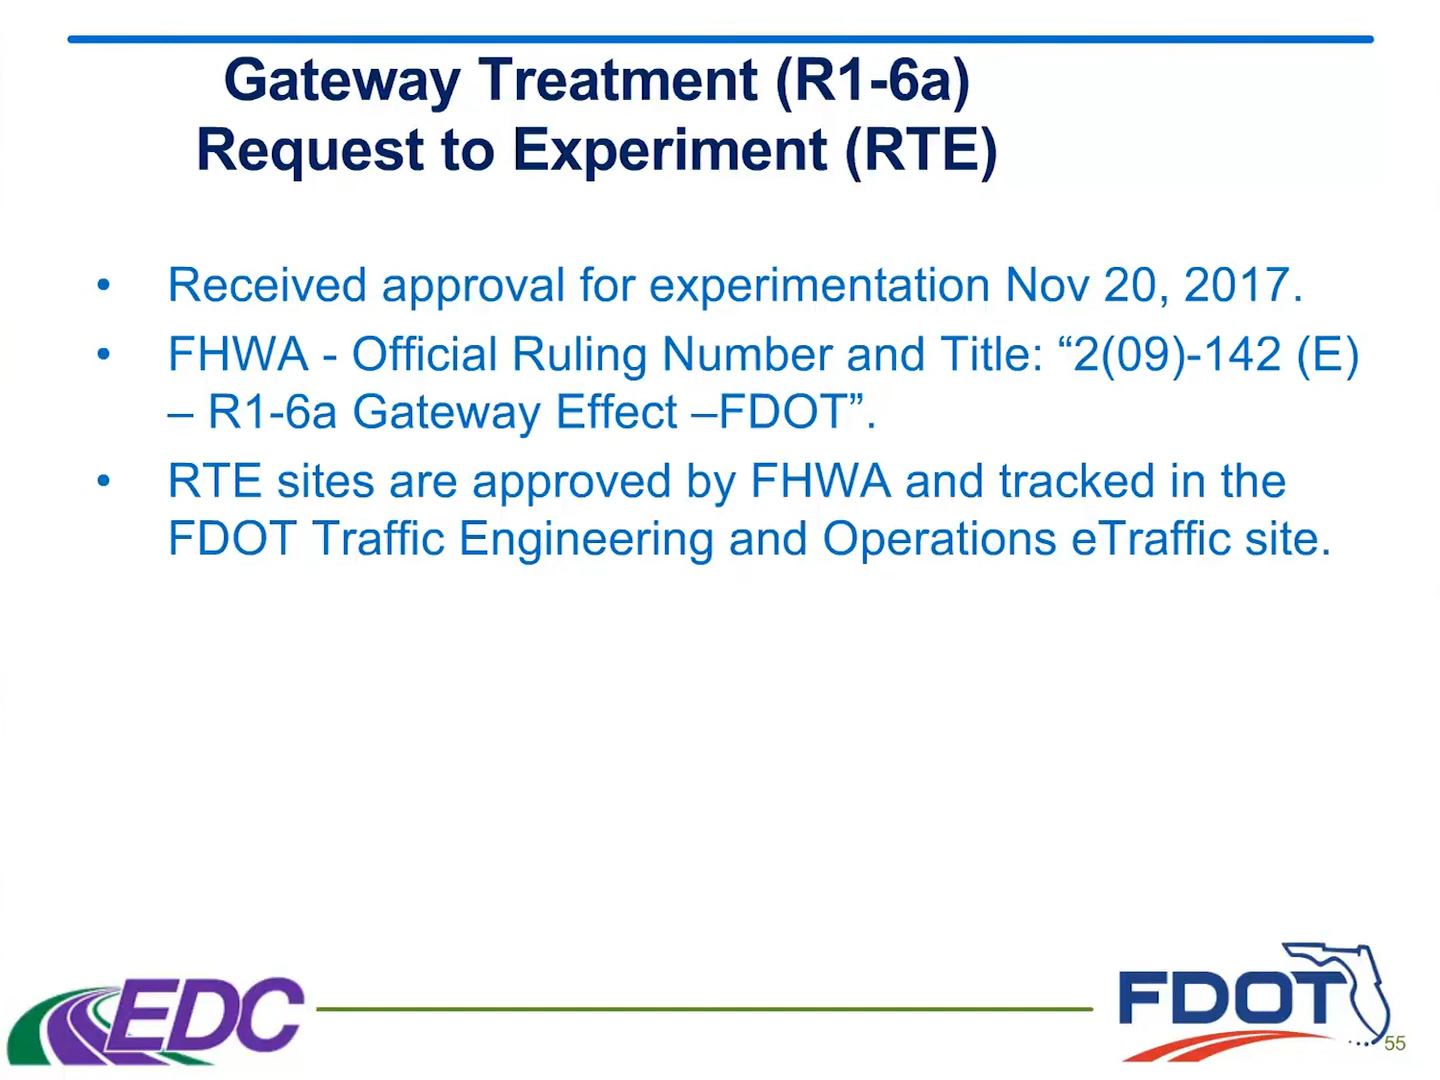 Gateway Treatment (R1-6a)
Request to Experiment (RTE)
• Received approval for experimentation Nov 20, 2017.
• FHWA - Official Ruling Number and Title: “2(09)-142 (E)
– R1-6a Gateway Effect –FDOT”.
• RTE sites are approved by FHWA and tracked in the
FDOT Traffic Engineering and Operations eTraffic site.
EDC
FDOT
55